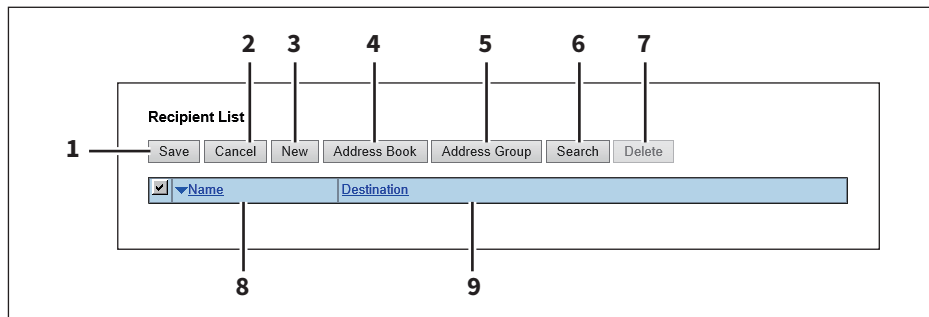 2 3 4 5 6 7
Recipient List
1 Save Cancel New Address Book Address Group Search Delete
Name Destination
8 9